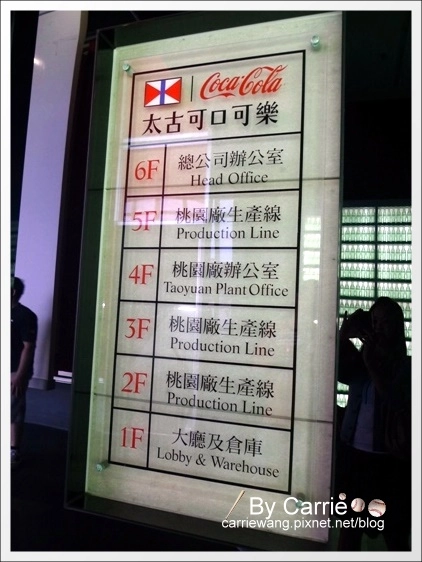 Coca-Cola
太古可口可樂
6F 總公司辦公室
Head Office
5F 桃園廠生產線
Production Line
4F 桃園廠辦公室
Taoyuan Plant Office
3F 桃園廠生產線
Production Line
2F 桃園廠生產線
Production Line
1F 大廳及倉庫
Lobby & Warehouse
By Carrie
carriewang.pixnet.net/blog